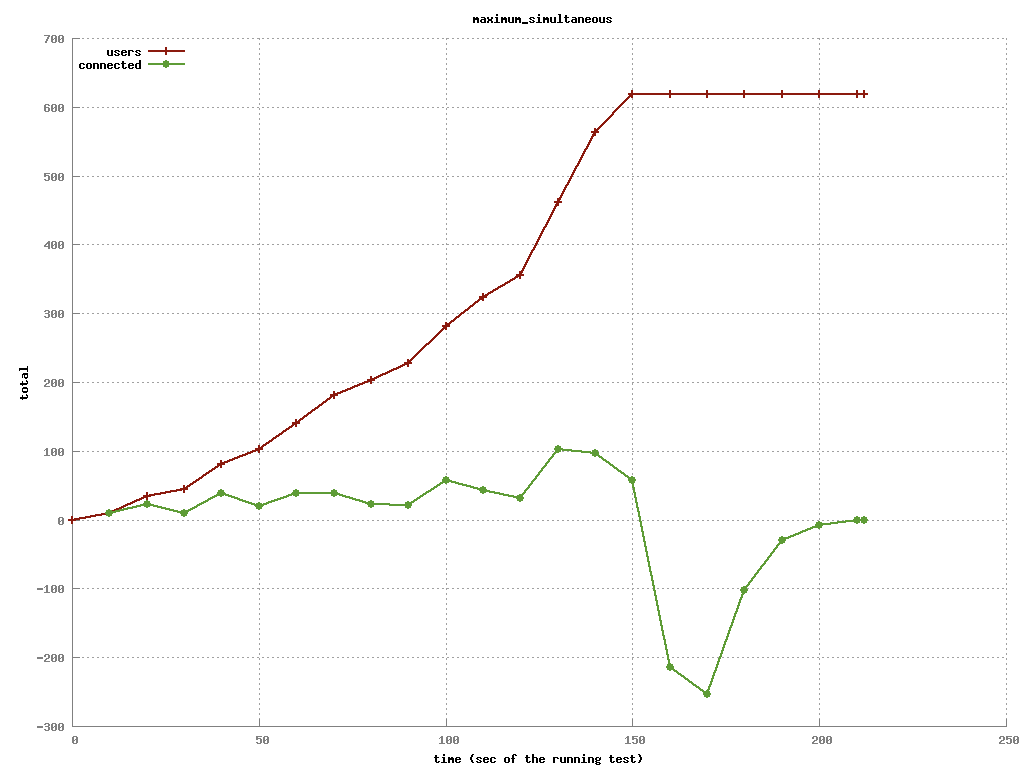 maximum_simultaneous
700
600
500
400
300
200
100
0
-100
-200
-300
users
connected
total
0 50 100 150 200 250
time (sec of the running test)